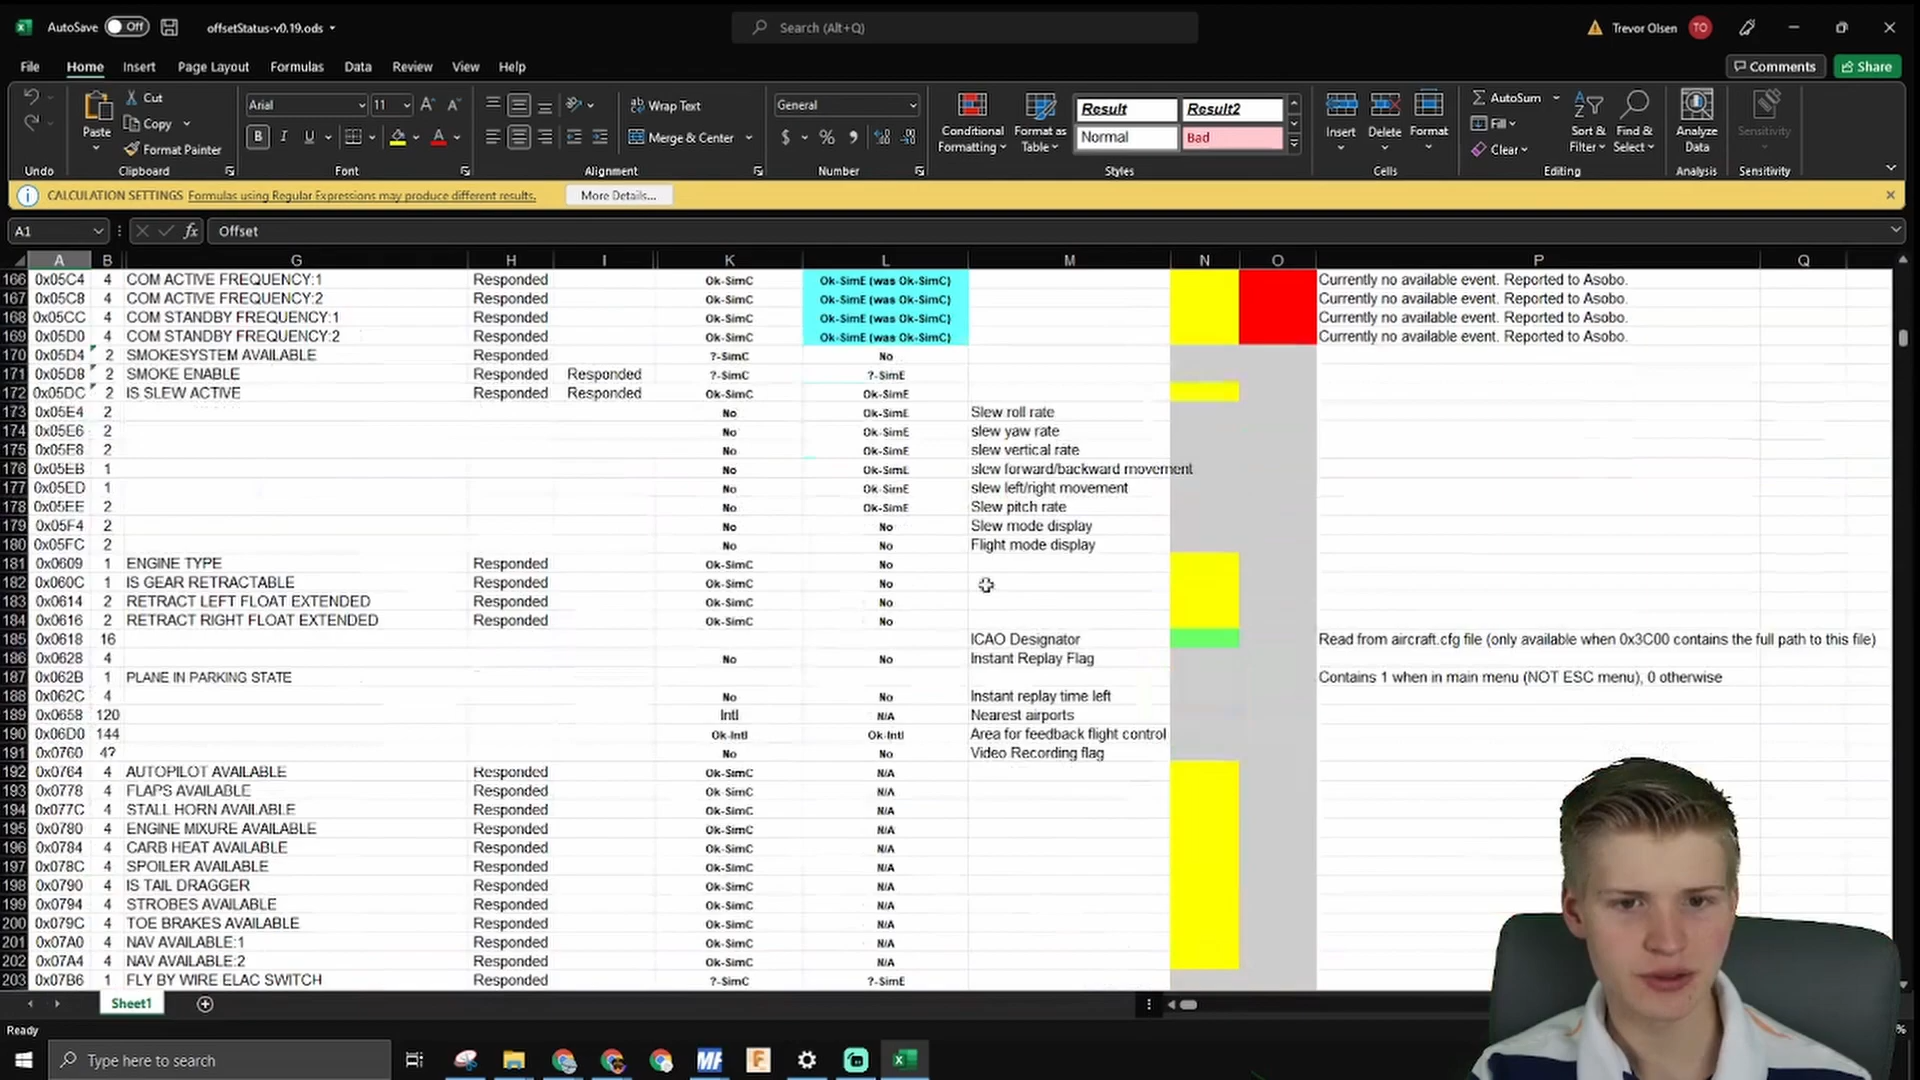 AutoSave Off offsetStatus-v0.19.ods Search (Alt+Q) Trevor Olsen TO
File Home Insert Page Layout Formulas Data Review View Help Comments Share
Cut Copy Format Painter Paste
Arial 11 B I U
Wrap Text Merge & Center
General $ %
Conditional Formatting Format as Table
Result Result2
Normal Bad
Insert Delete Format
AutoSum Fill Clear
Sort & Filter Find & Select
Analyze Data Sensitivity
Undo Clipboard Font Alignment Number Styles Cells Editing Analysis Sensitivity
CALCULATION SETTINGS Formulas using Regular Expressions may produce different results. More Details...
A1 fx Offset
A B G H I K L M N O P Q
166 0x05C4 4 COM ACTIVE FREQUENCY:1 Responded Ok-SimC Ok-SimE (was Ok-SimC) Currently no available event. Reported to Asobo.
167 0x05C8 4 COM ACTIVE FREQUENCY:2 Responded Ok-SimC Ok-SimE (was Ok-SimC) Currently no available event. Reported to Asobo.
168 0x05CC 4 COM STANDBY FREQUENCY:1 Responded Ok-SimC Ok-SimE (was Ok-SimC) Currently no available event. Reported to Asobo.
169 0x05D0 4 COM STANDBY FREQUENCY:2 Responded Ok-SimC Ok-SimE (was Ok-SimC) Currently no available event. Reported to Asobo.
170 0x05D4 2 SMOKESYSTEM AVAILABLE Responded ?-SimC No
171 0x05D8 2 SMOKE ENABLE Responded Responded ?-SimC ?-SimE
172 0x05DC 2 IS SLEW ACTIVE Responded Responded Ok-SimC Ok-SimE
173 0x05E4 2 No Ok-SimE Slew roll rate
174 0x05E6 2 No Ok-SimE slew yaw rate
175 0x05E8 2 No Ok-SimE slew vertical rate
176 0x05EB 1 No Ok-SimE slew forward/backward movement
177 0x05ED 1 No Ok-SimE slew left/right movement
178 0x05EE 2 No Ok-SimE Slew pitch rate
179 0x05F4 2 No No Slew mode display
180 0x05FC 2 No No Flight mode display
181 0x0609 1 ENGINE TYPE Responded Ok-SimC No
182 0x060C 1 IS GEAR RETRACTABLE Responded Ok-SimC No
183 0x0614 2 RETRACT LEFT FLOAT EXTENDED Responded Ok-SimC No
184 0x0616 2 RETRACT RIGHT FLOAT EXTENDED Responded Ok-SimC No
185 0x0618 16 ICAO Designator Read from aircraft.cfg file (only available when 0x3C00 contains the full path to this file)
186 0x0628 4 No No Instant Replay Flag
187 0x062B 1 PLANE IN PARKING STATE Contains 1 when in main menu (NOT ESC menu), 0 otherwise
188 0x062C 4 No No Instant replay time left
189 0x0658 120 Intl N/A Nearest airports
190 0x06D0 144 Ok-Intl Ok-Intl Area for feedback flight control
191 0x0760 4? No No Video Recording flag
192 0x0764 4 AUTOPILOT AVAILABLE Responded Ok-SimC N/A
193 0x0778 4 FLAPS AVAILABLE Responded Ok-SimC N/A
194 0x077C 4 STALL HORN AVAILABLE Responded Ok-SimC N/A
195 0x0780 4 ENGINE MIXURE AVAILABLE Responded Ok-SimC N/A
196 0x0784 4 CARB HEAT AVAILABLE Responded Ok-SimC N/A
197 0x078C 4 SPOILER AVAILABLE Responded Ok-SimC N/A
198 0x0790 4 IS TAIL DRAGGER Responded Ok-SimC N/A
199 0x0794 4 STROBES AVAILABLE Responded Ok-SimC N/A
200 0x079C 4 TOE BRAKES AVAILABLE Responded Ok-SimC N/A
201 0x07A0 4 NAV AVAILABLE:1 Responded Ok-SimC N/A
202 0x07A4 4 NAV AVAILABLE:2 Responded Ok-SimC N/A
203 0x07B6 1 FLY BY WIRE ELAC SWITCH Responded ?-SimC ?-SimE
Sheet1
Ready %
Type here to search MF F